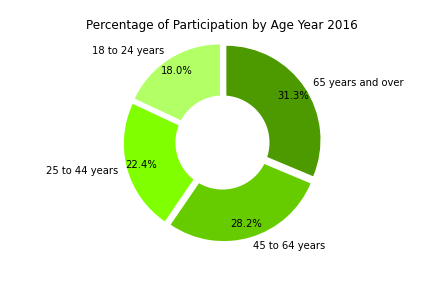 Percentage of Participation by Age Year 2016
18 to 24 years
18.0%
65 years and over
31.3%
25 to 44 years
22.4%
28.2%
45 to 64 years